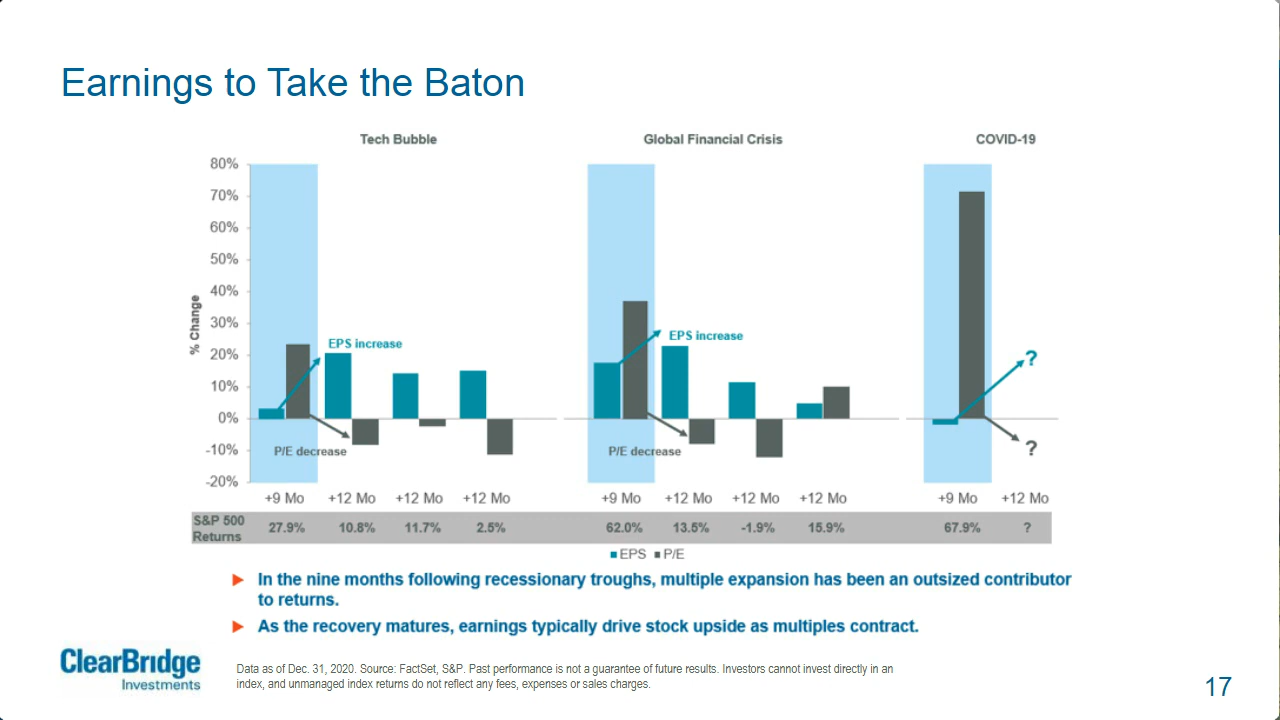 Earnings to Take the Baton
Tech Bubble
Global Financial Crisis
COVID-19
80%
70%
60%
50%
40%
30%
20%
10%
0%
-10%
-20%
% Change
EPS increase
P/E decrease
EPS increase
P/E decrease
?
?
+9 Mo +12 Mo +12 Mo +12 Mo +9 Mo +12 Mo +12 Mo +12 Mo +9 Mo +12 Mo
S&P 500
Returns
27.9% 10.8% 11.7% 2.5% 62.0% 13.5% -1.9% 15.9% 67.9% ?
EPS P/E
In the nine months following recessionary troughs, multiple expansion has been an outsized contributor
to returns.
As the recovery matures, earnings typically drive stock upside as multiples contract.
ClearBridge
Investments
Data as of Dec. 31, 2020. Source: FactSet, S&P. Past performance is not a guarantee of future results. Investors cannot invest directly in an
index, and unmanaged index returns do not reflect any fees, expenses or sales charges.
17